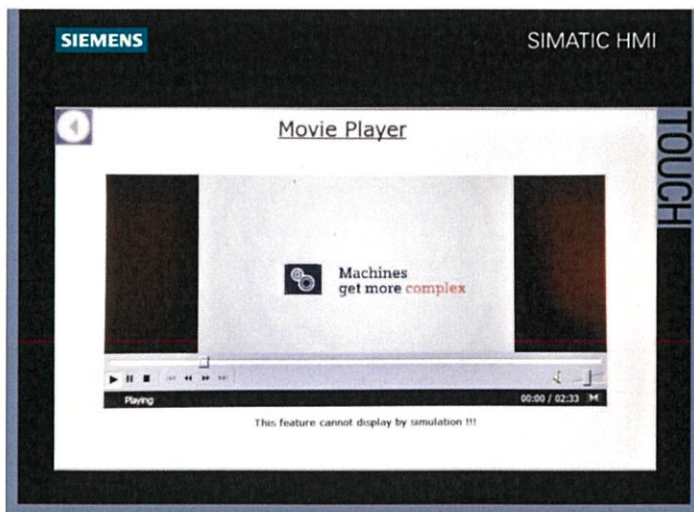 SIEMENS
SIMATIC HMI
TOUCH
Movie Player
Machines
get more complex
Playing
00:00 / 02:33
This feature cannot display by simulation !!!